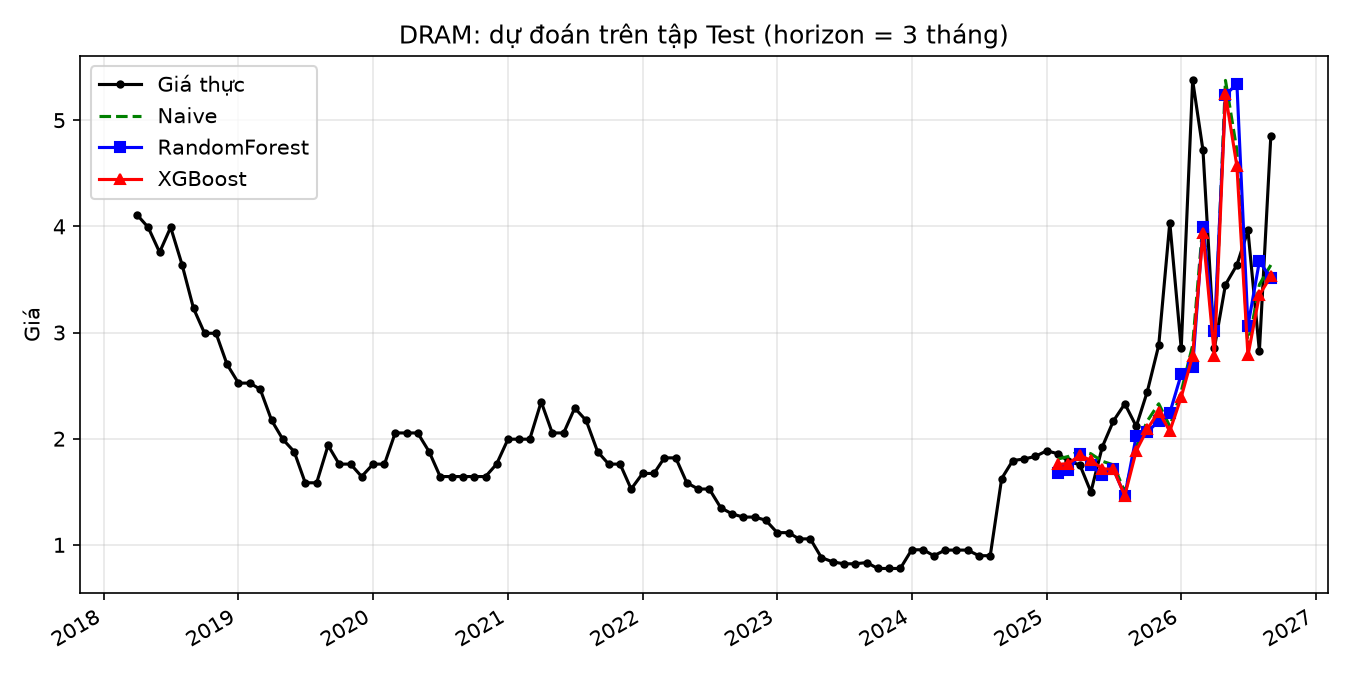 DRAM: dự đoán trên tập Test (horizon = 3 tháng)
Giá thực
Naive
RandomForest
XGBoost
Giá
5
4
3
2
1
2018
2019
2020
2021
2022
2023
2024
2025
2026
2027